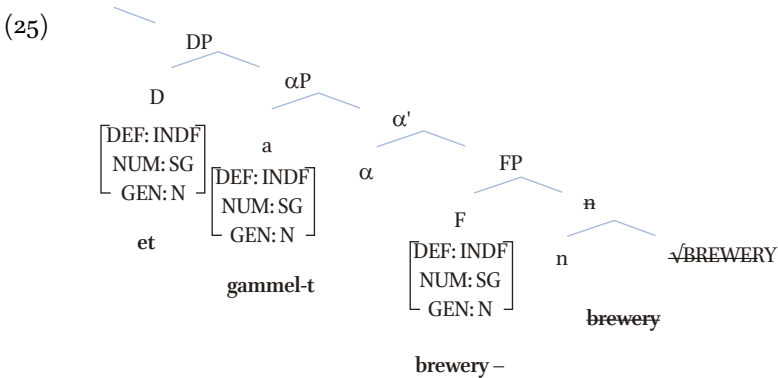 (25)
DP
D
αP
DEF: INDF
NUM: SG
GEN: N
et
a
α'
DEF: INDF
NUM: SG
GEN: N
gammel-t
α
FP
F
DEF: INDF
NUM: SG
GEN: N
brewery –
n
n
√BREWERY
brewery